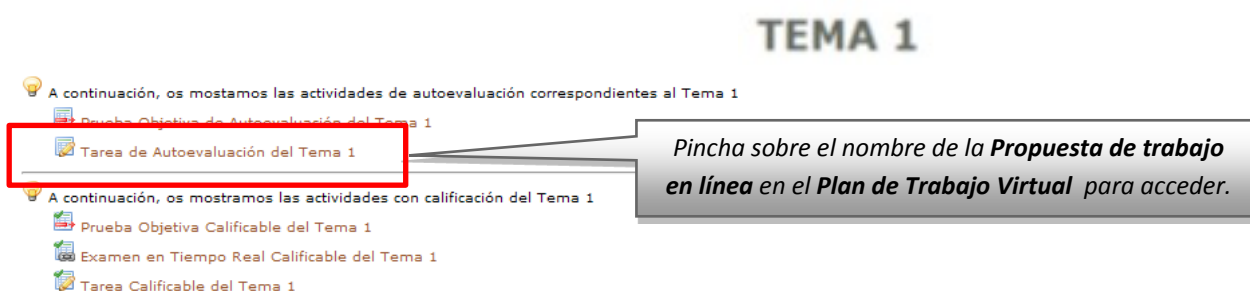 TEMA 1
A continuación, os mostamos las actividades de autoevaluación correspondientes al Tema 1
Prueba Objetiva de Autoevaluación del Tema 1
Tarea de Autoevaluación del Tema 1
Pincha sobre el nombre de la Propuesta de trabajo
en línea en el Plan de Trabajo Virtual para acceder.
A continuación, os mostramos las actividades con calificación del Tema 1
Prueba Objetiva Calificable del Tema 1
Examen en Tiempo Real Calificable del Tema 1
Tarea Calificable del Tema 1